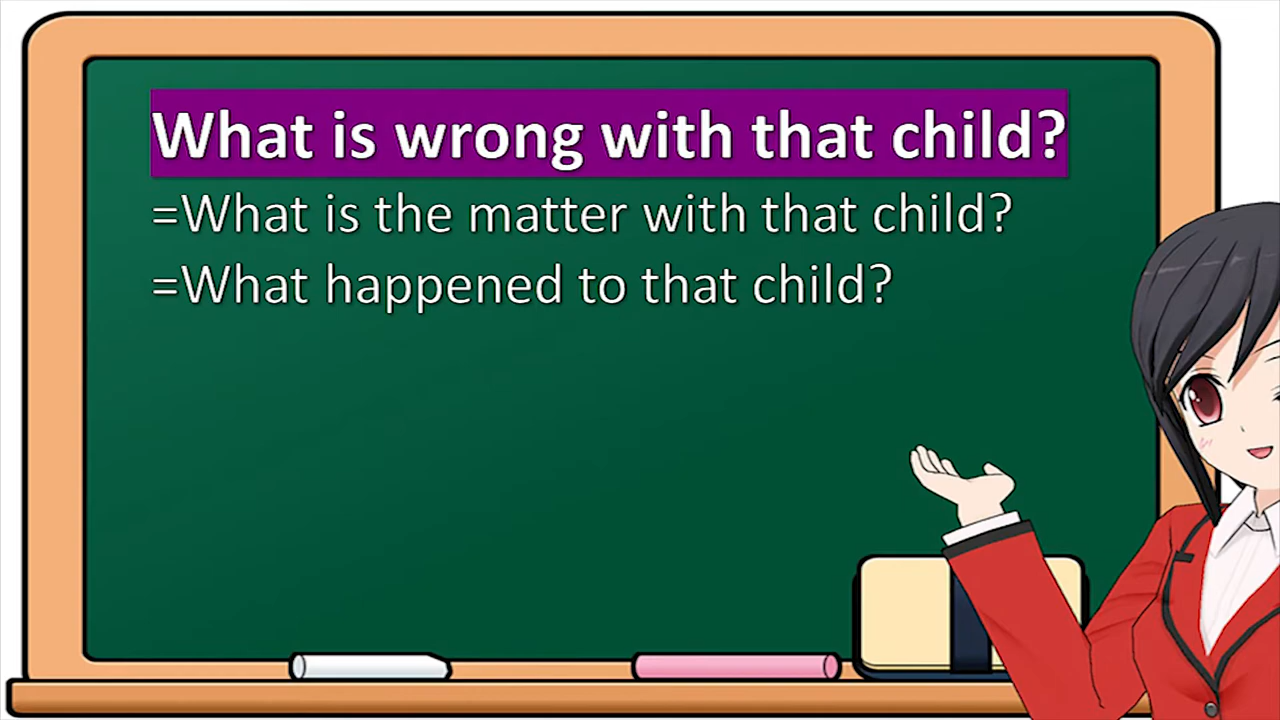 What is wrong with that child?
=What is the matter with that child?
=What happened to that child?